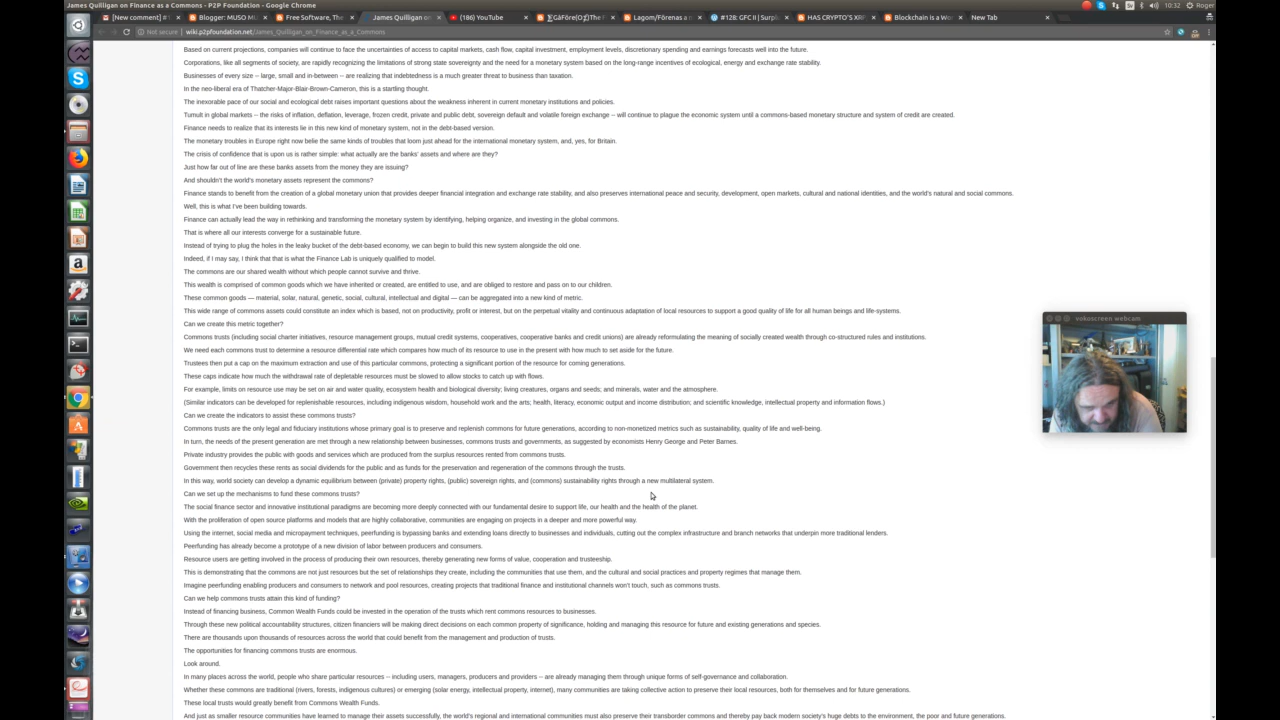 James Quilligan on Finance as a Commons - P2P Foundation - Google Chrome
10:32
Roger
[New comment] #1
Blogger: MUSO M
Free Software, The
James Quilligan on
(186) YouTube
Lagom/Förenas a
#128: GFC II | Surpl
HAS CRYPTO'S XRP
Blockchain is a Wo
New Tab
Not secure | wiki.p2pfoundation.net/James_Quilligan_on_Finance_as_a_Commons
Based on current projections, companies will continue to face the uncertainties of access to capital markets, cash flow, capital investment, employment levels, discretionary spending and earnings forecasts well into the future.
Corporations, like all segments of society, are rapidly recognizing the limitations of strong state sovereignty and the need for a monetary system based on the long-range incentives of ecological, energy and exchange rate stability.
Businesses of every size -- large, small and in-between -- are realizing that indebtedness is a much greater threat to business than taxation.
In the neo-liberal era of Thatcher-Major-Blair-Brown-Cameron, this is a startling thought.
The inexorable pace of our social and ecological debt raises important questions about the weakness inherent in current monetary institutions and policies.
Tumult in global markets -- the risks of inflation, deflation, leverage, frozen credit, private and public debt, sovereign default and volatile foreign exchange -- will continue to plague the economic system until a commons-based monetary structure and system of credit are created.
Finance needs to realize that its interests lie in this new kind of monetary system, not in the debt-based version.
The monetary troubles in Europe right now belie the same kinds of troubles that loom just ahead for the international monetary system, and, yes, for Britain.
The crisis of confidence that is upon us is rather simple: what actually are the banks' assets and where are they?
Just how far out of line are these banks assets from the money they are issuing?
And shouldn't the world's monetary assets represent the commons?
Finance stands to benefit from the creation of a global monetary union that provides deeper financial integration and exchange rate stability, and also preserves international peace and security, development, open markets, cultural and national identities, and the world's natural and social commons.
Well, this is what I've been building towards.
Finance can actually lead the way in rethinking and transforming the monetary system by identifying, helping organize, and investing in the global commons.
That is where all our interests converge for a sustainable future.
Instead of trying to plug the holes in the leaky bucket of the debt-based economy, we can begin to build this new system alongside the old one.
Indeed, if I may say, I think that that is what the Finance Lab is uniquely qualified to model.
The commons are our shared wealth without which people cannot survive and thrive.
This wealth is comprised of common goods which we have inherited or created, are entitled to use, and are obliged to restore and pass on to our children.
These common goods — material, solar, natural, genetic, social, cultural, intellectual and digital — can be aggregated into a new kind of metric.
This wide range of commons assets could constitute an index which is based, not on productivity, profit or interest, but on the perpetual vitality and continuous adaptation of local resources to support a good quality of life for all human beings and life-systems.
Can we create this metric together?
Commons trusts (including social charter initiatives, resource management groups, mutual credit systems, cooperatives, cooperative banks and credit unions) are already reformulating the meaning of socially created wealth through co-structured rules and institutions.
We need each commons trust to determine a resource differential rate which compares how much of its resource to use in the present with how much to set aside for the future.
Trustees then put a cap on the maximum extraction and use of this particular commons, protecting a significant portion of the resource for coming generations.
These caps indicate how much the withdrawal rate of depletable resources must be slowed to allow stocks to catch up with flows.
For example, limits on resource use may be set on air and water quality, ecosystem health and biological diversity; living creatures, organs and seeds; and minerals, water and the atmosphere.
(Similar indicators can be developed for replenishable resources, including indigenous wisdom, household work and the arts; health, literacy, economic output and income distribution; and scientific knowledge, intellectual property and information flows.)
Can we create the indicators to assist these commons trusts?
Commons trusts are the only legal and fiduciary institutions whose primary goal is to preserve and replenish commons for future generations, according to non-monetized metrics such as sustainability, quality of life and well-being.
In turn, the needs of the present generation are met through a new relationship between businesses, commons trusts and governments, as suggested by economists Henry George and Peter Barnes.
Private industry provides the public with goods and services which are produced from the surplus resources rented from commons trusts.
Government then recycles these rents as social dividends for the public and as funds for the preservation and regeneration of the commons through the trusts.
In this way, world society can develop a dynamic equilibrium between (private) property rights, (public) sovereign rights, and (commons) sustainability rights through a new multilateral system.
Can we set up the mechanisms to fund these commons trusts?
The social finance sector and innovative institutional paradigms are becoming more deeply connected with our fundamental desire to support life, our health and the health of the planet.
With the proliferation of open source platforms and models that are highly collaborative, communities are engaging on projects in a deeper and more powerful way.
Using the internet, social media and micropayment techniques, peerfunding is bypassing banks and extending loans directly to businesses and individuals, cutting out the complex infrastructure and branch networks that underpin more traditional lenders.
Peerfunding has already become a prototype of a new division of labor between producers and consumers.
Resource users are getting involved in the process of producing their own resources, thereby generating new forms of value, cooperation and trusteeship.
This is demonstrating that the commons are not just resources but the set of relationships they create, including the communities that use them, and the cultural and social practices and property regimes that manage them.
Imagine peerfunding enabling producers and consumers to network and pool resources, creating projects that traditional finance and institutional channels won't touch, such as commons trusts.
Can we help commons trusts attain this kind of funding?
Instead of financing business, Common Wealth Funds could be invested in the operation of the trusts which rent commons resources to businesses.
Through these new political accountability structures, citizen financiers will be making direct decisions on each common property of significance, holding and managing this resource for future and existing generations and species.
There are thousands upon thousands of resources across the world that could benefit from the management and production of trusts.
The opportunities for financing commons trusts are enormous.
Look around.
In many places across the world, people who share particular resources -- including users, managers, producers and providers -- are already managing them through unique forms of self-governance and collaboration.
Whether these commons are traditional (rivers, forests, indigenous cultures) or emerging (solar energy, intellectual property, internet), many communities are taking collective action to preserve their local resources, both for themselves and for future generations.
These local trusts would greatly benefit from Commons Wealth Funds.
And just as smaller resource communities have learned to manage their assets successfully, the world's regional and international communities must also preserve their transborder commons and thereby pay back modern society's huge debts to the environment, the poor and future generations.
vokoscreen webcam